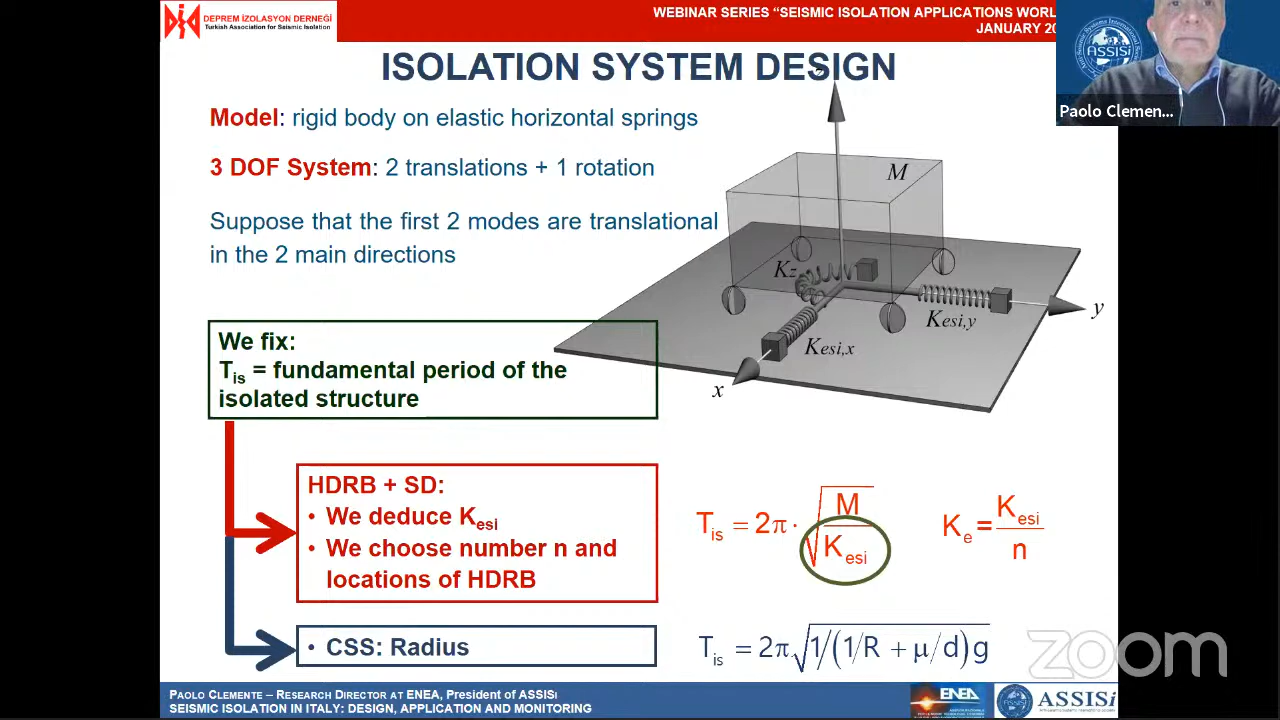 DEPREM İZOLASYON DERNEĞİ
Turkish Association for Seismic Isolation
WEBINAR SERIES “SEISMIC ISOLATION APPLICATIONS
JANUARY
ASSISi
Paolo Clemen...
ISOLATION SYSTEM DESIGN
Model: rigid body on elastic horizontal springs
3 DOF System: 2 translations + 1 rotation
Suppose that the first 2 modes are translational
in the 2 main directions
M
Kz
Kesi,y
y
Kesi,x
x
We fix:
Tis = fundamental period of the
isolated structure
HDRB + SD:
• We deduce Kesi
• We choose number n and
locations of HDRB
Tis = 2π · √(M/Kesi)
Ke = Kesi/n
• CSS: Radius
Tis = 2π√1/(1/R + μ/d)g
zoom
PAOLO CLEMENTE – RESEARCH DIRECTOR AT ENEA, President of ASSISi
SEISMIC ISOLATION IN ITALY: DESIGN, APPLICATION AND MONITORING
ENEA
ASSISi